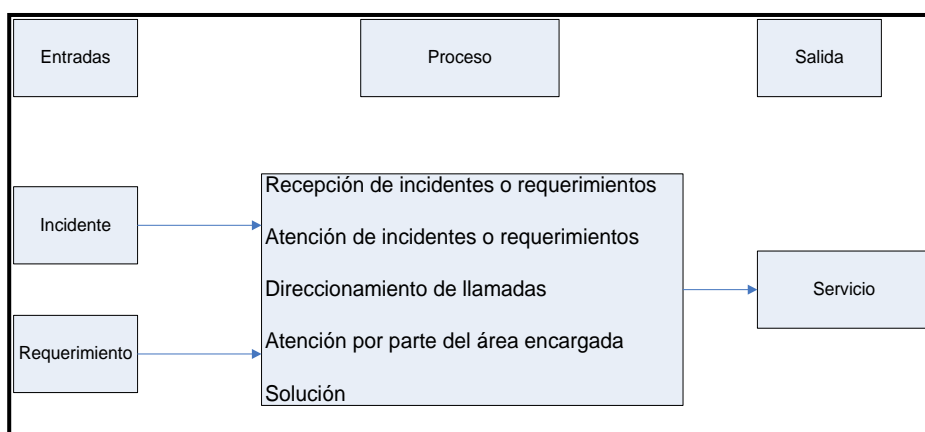 Entradas
Proceso
Salida
Incidente
Requerimiento
Recepción de incidentes o requerimientos
Atención de incidentes o requerimientos
Direccionamiento de llamadas
Atención por parte del área encargada
Solución
Servicio